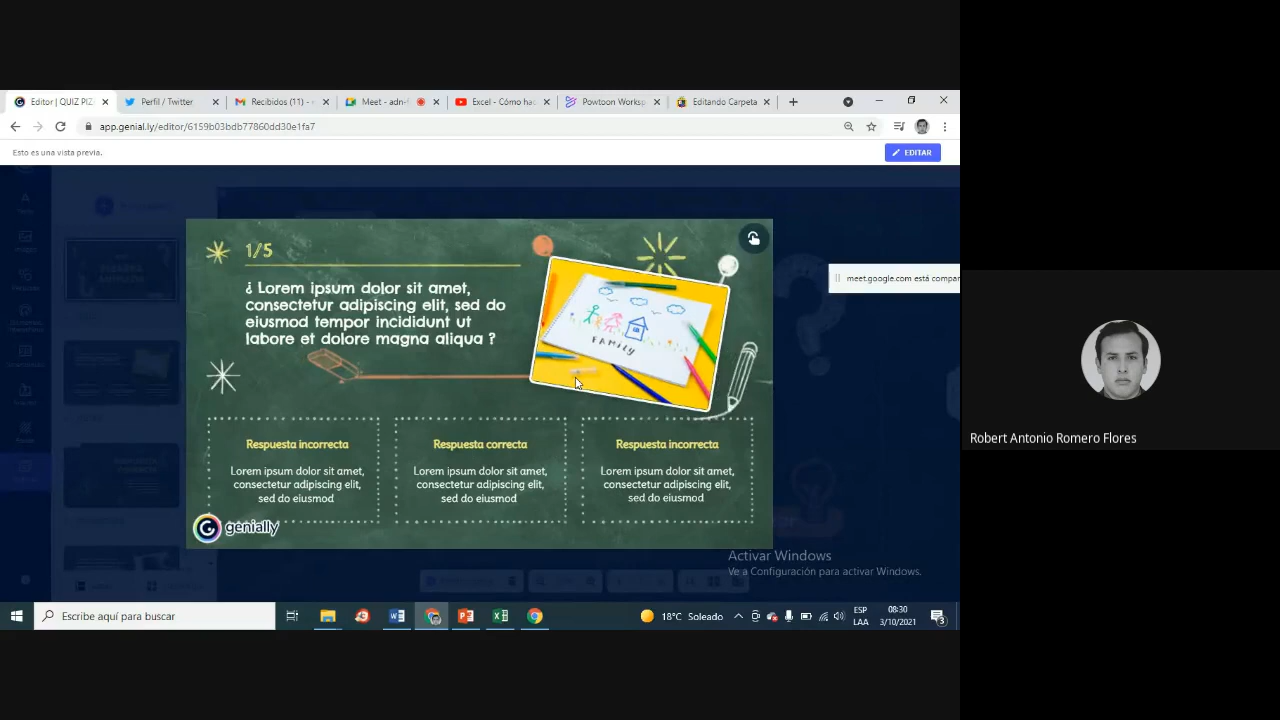 Editor | QUIZ PIZ
Perfil / Twitter
Recibidos (11) -
Meet - adn-
Excel - Cómo ha
Powtoon Worksp
Editando Carpeta
app.genial.ly/editor/6159b03bdb77860dd30e1fa7
Esto es una vista previa.
EDITAR
1/5
¿ Lorem ipsum dolor sit amet,
consectetur adipiscing elit, sed do
eiusmod tempor incididunt ut
labore et dolore magna aliqua ?
FAMILY
meet.google.com está compar
Respuesta incorrecta
Lorem ipsum dolor sit amet,
consectetur adipiscing elit,
sed do eiusmod
Respuesta correcta
Lorem ipsum dolor sit amet,
consectetur adipiscing elit,
sed do eiusmod
Respuesta incorrecta
Lorem ipsum dolor sit amet,
consectetur adipiscing elit,
sed do eiusmod
genially
Activar Windows
Ve a Configuración para activar Windows.
Escribe aquí para buscar
18°C Soleado
ESP
LAA
08:30
3/10/2021
3
Robert Antonio Romero Flores